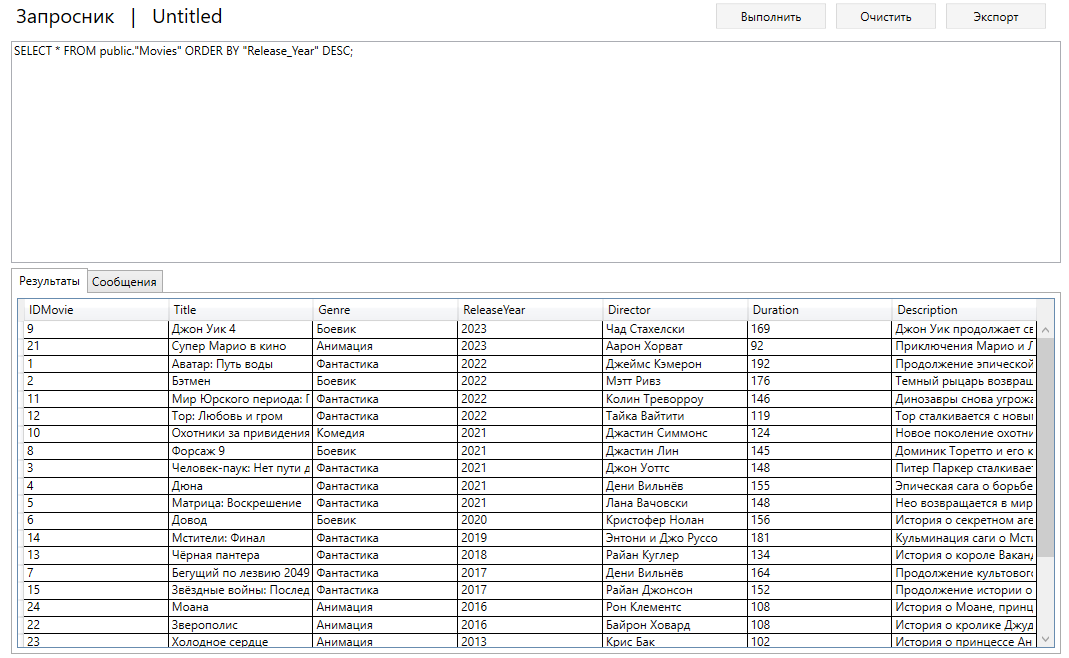 Запросник | Untitled
Выполнить Очистить Экспорт
SELECT * FROM public."Movies" ORDER BY "Release_Year" DESC;
Результаты Сообщения
IDMovie Title Genre ReleaseYear Director Duration Description
9 Джон Уик 4 Боевик 2023 Чад Стахелски 169 Джон Уик продолжает св
21 Супер Марио в кино Анимация 2023 Аарон Хорват 92 Приключения Марио и Л
1 Аватар: Путь воды Фантастика 2022 Джеймс Кэмерон 192 Продолжение эпической
2 Бэтмен Боевик 2022 Мэтт Ривз 176 Темный рыцарь возвращ
11 Мир Юрского периода: Г Фантастика 2022 Колин Треворроу 146 Динозавры снова угрожа
12 Тор: Любовь и гром Фантастика 2022 Тайка Вайтити 119 Тор сталкивается с новы
10 Охотники за привидения Комедия 2021 Джастин Симмонс 124 Новое поколение охотни
8 Форсаж 9 Боевик 2021 Джастин Лин 145 Доминик Торетто и его к
3 Человек-паук: Нет пути д Фантастика 2021 Джон Уоттс 148 Питер Паркер сталкивает
4 Дюна Фантастика 2021 Дени Вильнёв 155 Эпическая сага о борьбе
5 Матрица: Воскрешение Фантастика 2021 Лана Вачовски 148 Нео возвращается в мир
6 Довод Боевик 2020 Кристофер Нолан 156 История о секретном аге
14 Мстители: Финал Фантастика 2019 Энтони и Джо Руссо 181 Кульминация саги о Мсти
13 Чёрная пантера Фантастика 2018 Райан Куглер 134 История о короле Вакан
7 Бегущий по лезвию 2049 Фантастика 2017 Дени Вильнёв 164 Продолжение культовог
15 Звёздные войны: Послед Фантастика 2017 Райан Джонсон 152 Продолжение истории о
24 Моана Анимация 2016 Рон Клементс 108 История о Моане, принц
22 Зверополис Анимация 2016 Байрон Ховард 108 История о кролике Джуд
23 Холодное сердце Анимация 2013 Крис Бак 102 История о принцессе Ан